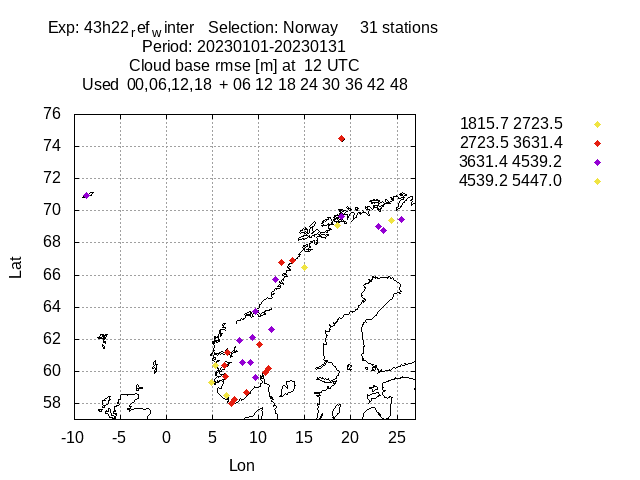 Exp: 43h22ref winter   Selection: Norway     31 stations
Period: 20230101-20230131
Cloud base rmse [m] at  12 UTC
Used  00,06,12,18  + 06 12 18 24 30 36 42 48
1815.7 2723.5
2723.5 3631.4
3631.4 4539.2
4539.2 5447.0
76
74
72
70
68
66
64
62
60
58
Lat
-10 -5 0 5 10 15 20 25
Lon